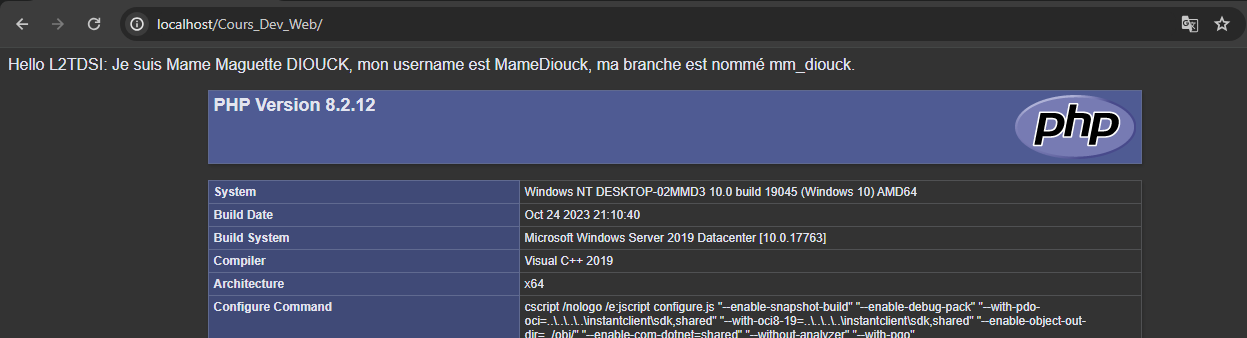 localhost/Cours_Dev_Web/
Hello L2TDSI: Je suis Mame Maguette DIOUCK, mon username est MameDiouck, ma branche est nommé mm_diouck.
PHP Version 8.2.12
php
System Windows NT DESKTOP-02MMD3 10.0 build 19045 (Windows 10) AMD64
Build Date Oct 24 2023 21:10:40
Build System Microsoft Windows Server 2019 Datacenter [10.0.17763]
Compiler Visual C++ 2019
Architecture x64
Configure Command cscript /nologo /e:jscript configure.js "--enable-snapshot-build" "--enable-debug-pack" "--with-pdo-
oci=..\..\..\..\instantclient\sdk,shared" "--with-oci8-19=..\..\..\..\instantclient\sdk,shared" "--enable-object-out-
dir=../obj/" "--enable-com-dotnet=shared" "--without-analyzer" "--with-pgo"